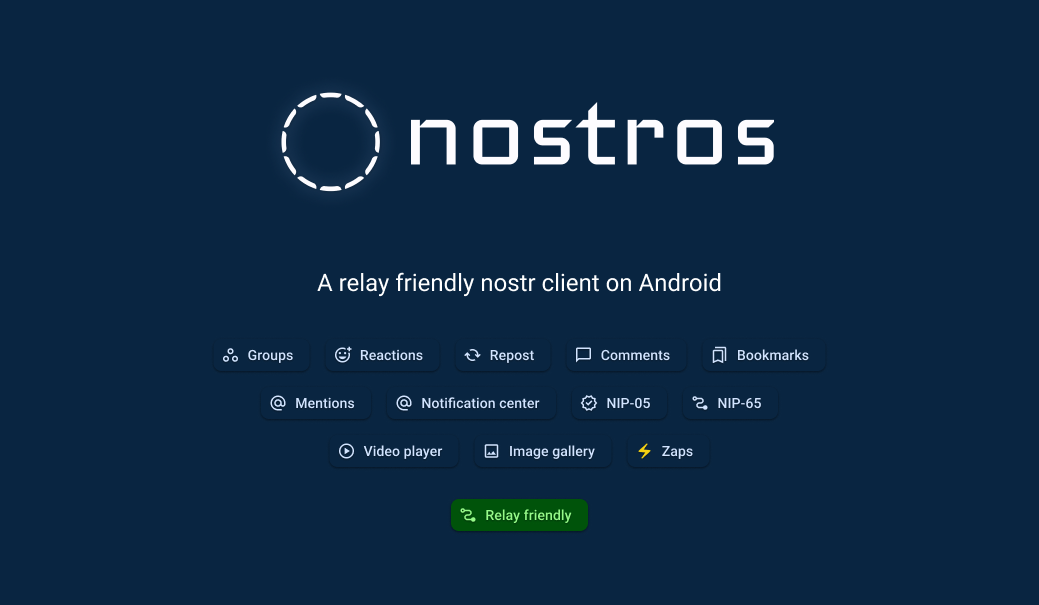 nostros
A relay friendly nostr client on Android
Groups Reactions Repost Comments Bookmarks
Mentions Notification center NIP-05 NIP-65
Video player Image gallery Zaps
Relay friendly